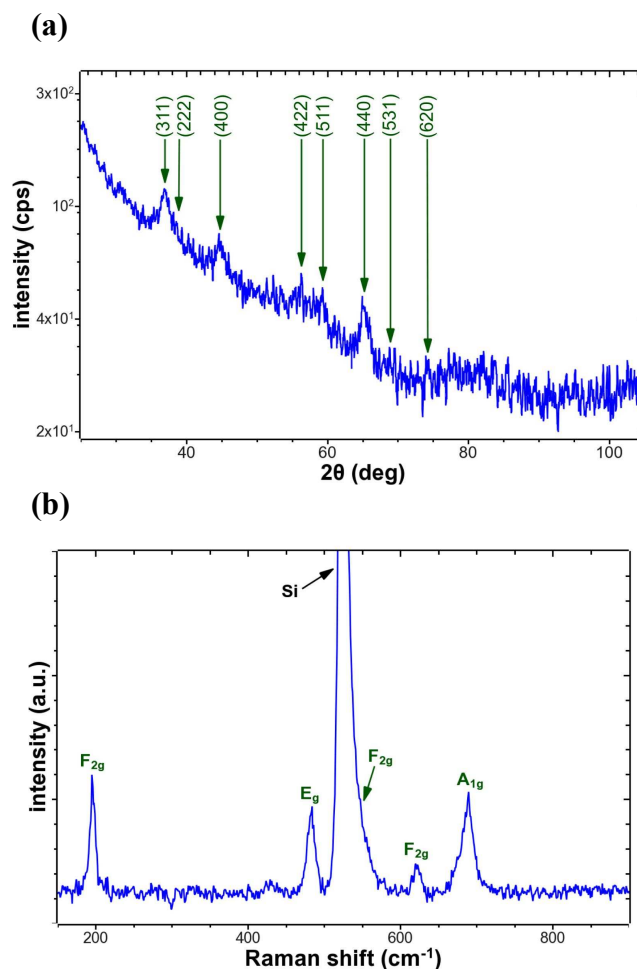 (a)
intensity (cps)
3x10²
10²
4x10¹
2x10¹
(311)
(222)
(400)
(422)
(511)
(440)
(531)
(620)
40
60
80
100
2θ (deg)
(b)
intensity (a.u.)
Si
F₂g
E_g
F₂g
F₂g
A₁g
200
400
600
800
Raman shift (cm⁻¹)